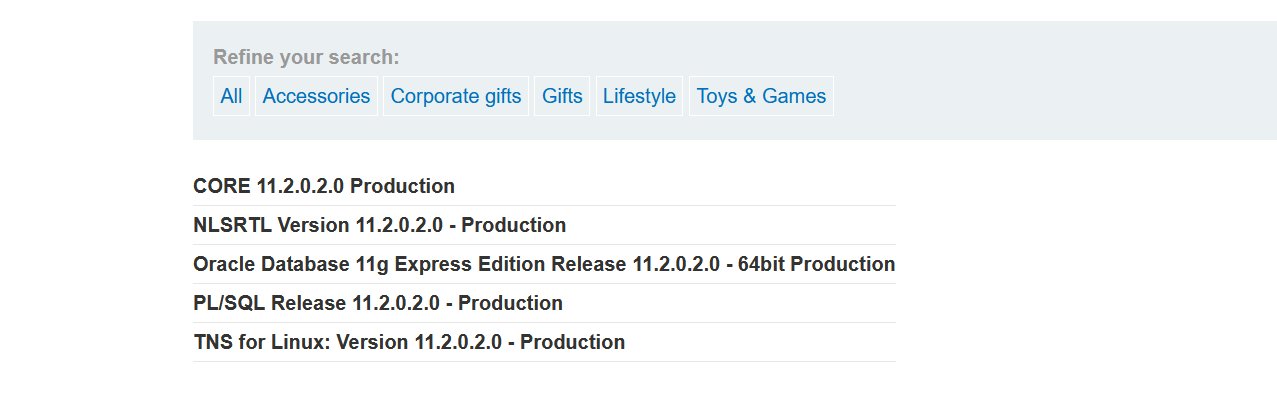 Refine your search:
All Accessories Corporate gifts Gifts Lifestyle Toys & Games
CORE 11.2.0.2.0 Production
NLSRTL Version 11.2.0.2.0 - Production
Oracle Database 11g Express Edition Release 11.2.0.2.0 - 64bit Production
PL/SQL Release 11.2.0.2.0 - Production
TNS for Linux: Version 11.2.0.2.0 - Production